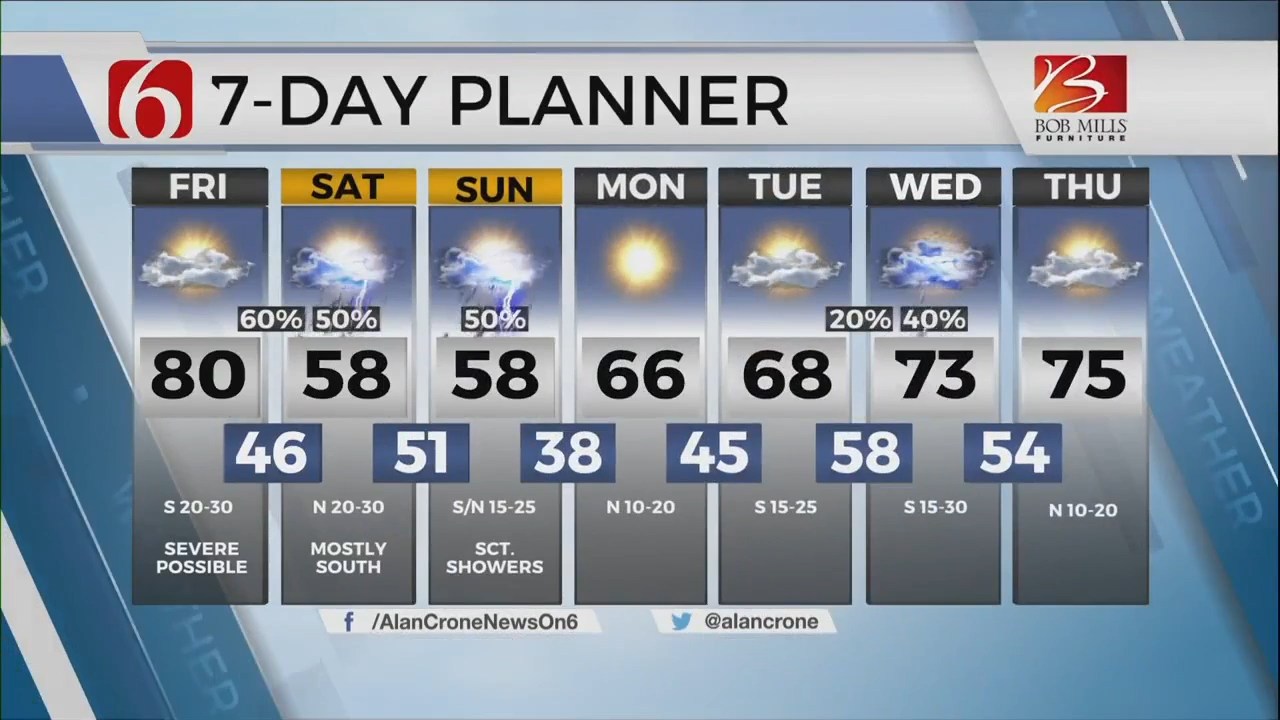 6 7-DAY PLANNER
B
BOB MILLS
FURNITURE
FRI SAT SUN MON TUE WED THU
60% 50% 50% 20% 40%
80 58 58 66 68 73 75
46 51 38 45 58 54
S 20-30 N 20-30 S/N 15-25 N 10-20 S 15-25 S 15-30 N 10-20
SEVERE MOSTLY SCT.
POSSIBLE SOUTH SHOWERS
f /AlanCroneNewsOn6 @alancrone
WEATHER
WEATHER